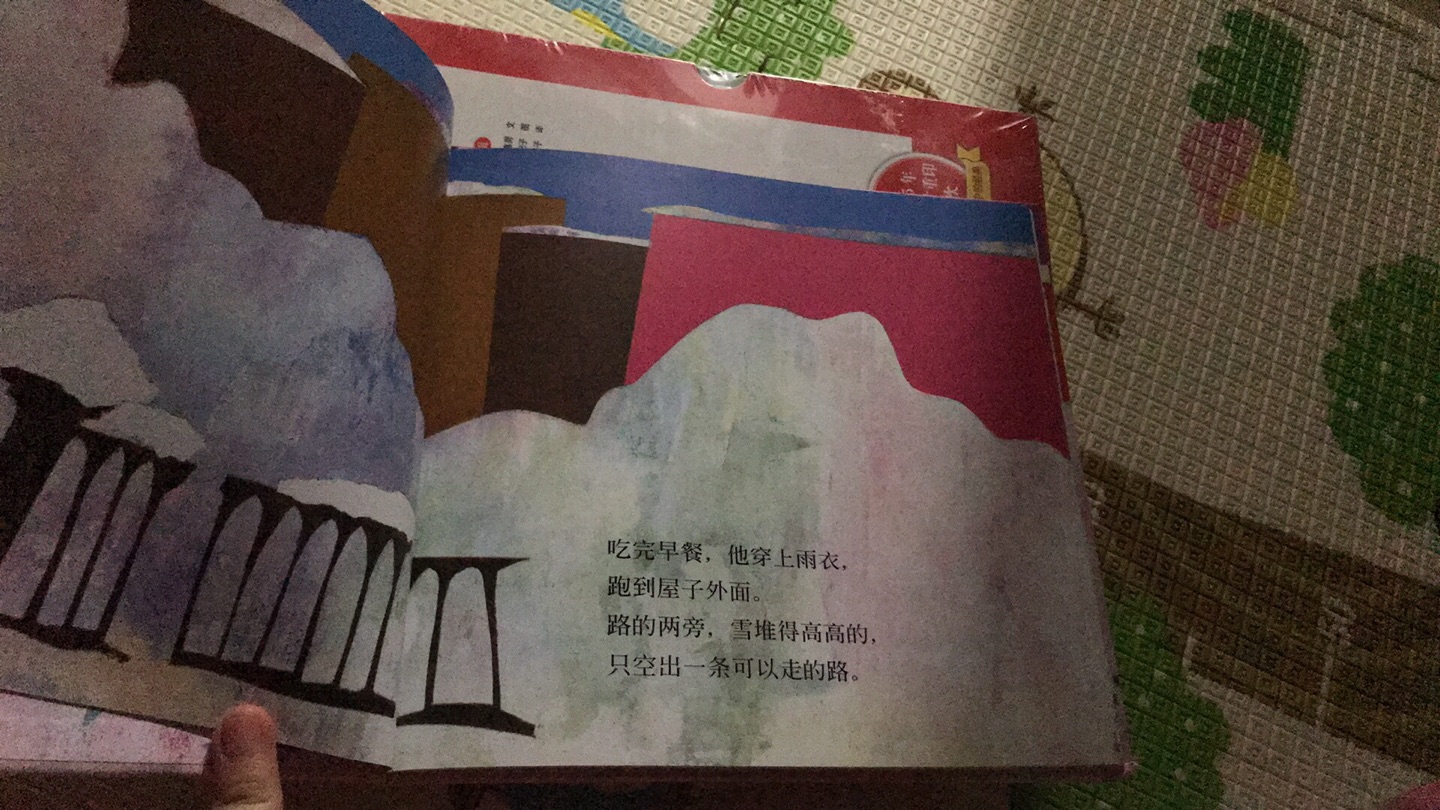 吃完早餐，他穿上雨衣，
跑到屋子外面。
路的两旁，雪堆得高高的，
只空出一条可以走的路。